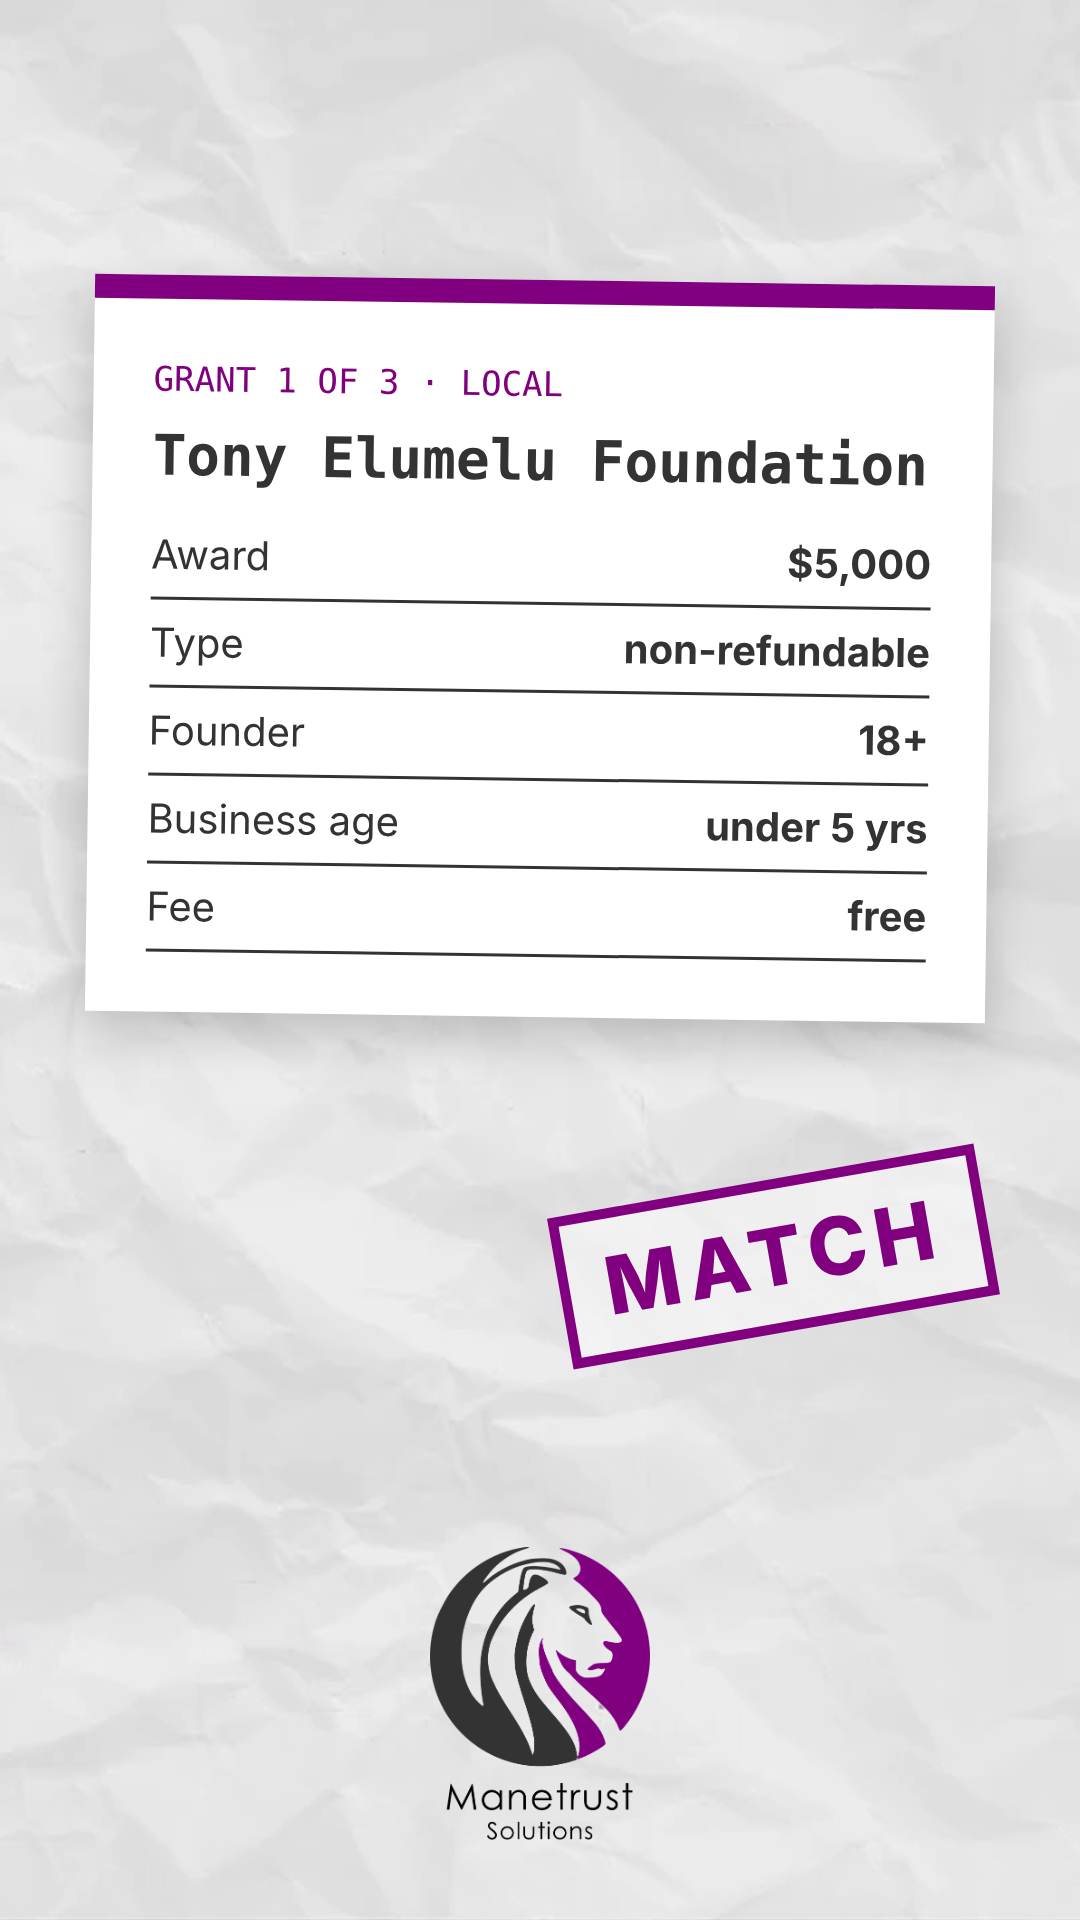 GRANT 1 OF 3 · LOCAL
Tony Elumelu Foundation
Award $5,000
Type non-refundable
Founder 18+
Business age under 5 yrs
Fee free
MATCH
Manetrust
Solutions